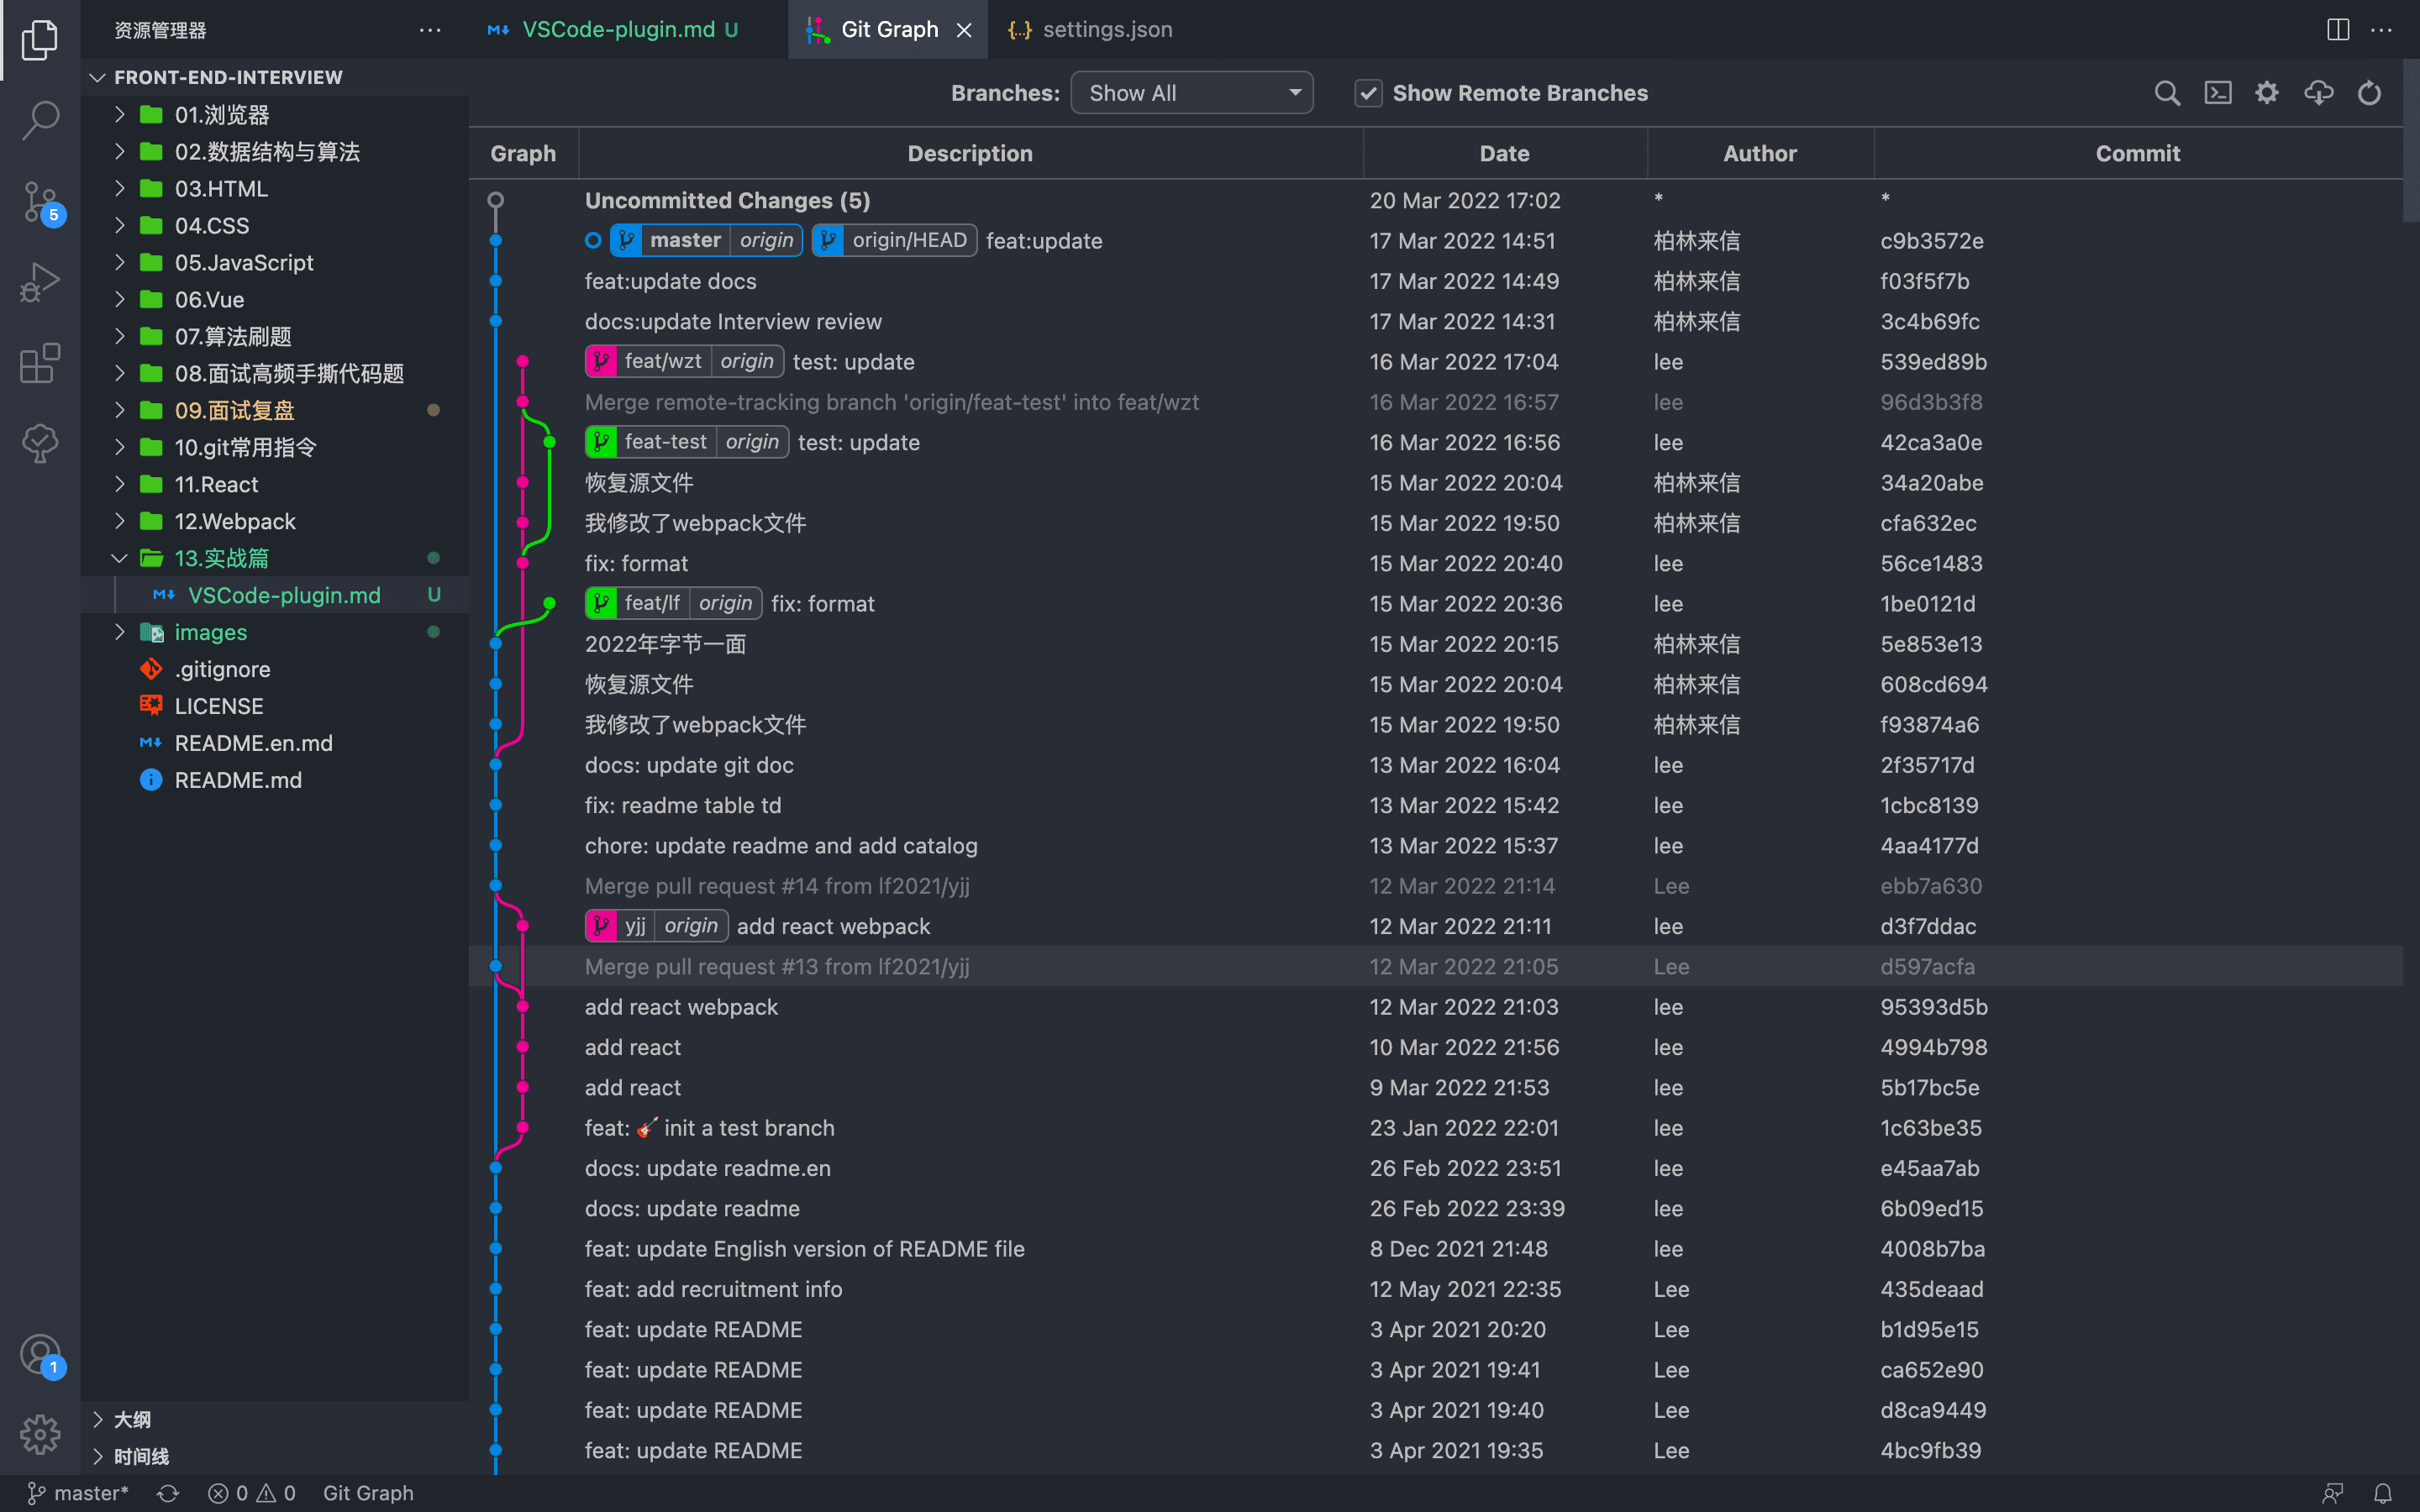 资源管理器 ··· VSCode-plugin.md U Git Graph settings.json ···
FRONT-END-INTERVIEW
01.浏览器
02.数据结构与算法
03.HTML
04.CSS
05.JavaScript
06.Vue
07.算法刷题
08.面试高频手撕代码题
09.面试复盘
10.git常用指令
11.React
12.Webpack
13.实战篇
VSCode-plugin.md U
images
.gitignore
LICENSE
README.en.md
README.md
大纲
时间线
5
1
Branches: Show All Show Remote Branches
Graph Description Date Author Commit
Uncommitted Changes (5) 20 Mar 2022 17:02 * *
master origin origin/HEAD feat:update 17 Mar 2022 14:51 柏林来信 c9b3572e
feat:update docs 17 Mar 2022 14:49 柏林来信 f03f5f7b
docs:update Interview review 17 Mar 2022 14:31 柏林来信 3c4b69fc
feat/wzt origin test: update 16 Mar 2022 17:04 lee 539ed89b
Merge remote-tracking branch 'origin/feat-test' into feat/wzt 16 Mar 2022 16:57 lee 96d3b3f8
feat-test origin test: update 16 Mar 2022 16:56 lee 42ca3a0e
恢复源文件 15 Mar 2022 20:04 柏林来信 34a20abe
我修改了webpack文件 15 Mar 2022 19:50 柏林来信 cfa632ec
fix: format 15 Mar 2022 20:40 lee 56ce1483
feat/lf origin fix: format 15 Mar 2022 20:36 lee 1be0121d
2022年字节一面 15 Mar 2022 20:15 柏林来信 5e853e13
恢复源文件 15 Mar 2022 20:04 柏林来信 608cd694
我修改了webpack文件 15 Mar 2022 19:50 柏林来信 f93874a6
docs: update git doc 13 Mar 2022 16:04 lee 2f35717d
fix: readme table td 13 Mar 2022 15:42 lee 1cbc8139
chore: update readme and add catalog 13 Mar 2022 15:37 lee 4aa4177d
Merge pull request #14 from lf2021/yjj 12 Mar 2022 21:14 Lee ebb7a630
yjj origin add react webpack 12 Mar 2022 21:11 lee d3f7ddac
Merge pull request #13 from lf2021/yjj 12 Mar 2022 21:05 Lee d597acfa
add react webpack 12 Mar 2022 21:03 lee 95393d5b
add react 10 Mar 2022 21:56 lee 4994b798
add react 9 Mar 2022 21:53 lee 5b17bc5e
feat: 🎸 init a test branch 23 Jan 2022 22:01 lee 1c63be35
docs: update readme.en 26 Feb 2022 23:51 lee e45aa7ab
docs: update readme 26 Feb 2022 23:39 lee 6b09ed15
feat: update English version of README file 8 Dec 2021 21:48 lee 4008b7ba
feat: add recruitment info 12 May 2021 22:35 Lee 435deaad
feat: update README 3 Apr 2021 20:20 Lee b1d95e15
feat: update README 3 Apr 2021 19:41 Lee ca652e90
feat: update README 3 Apr 2021 19:40 Lee d8ca9449
feat: update README 3 Apr 2021 19:35 Lee 4bc9fb39
master* 0 0 Git Graph